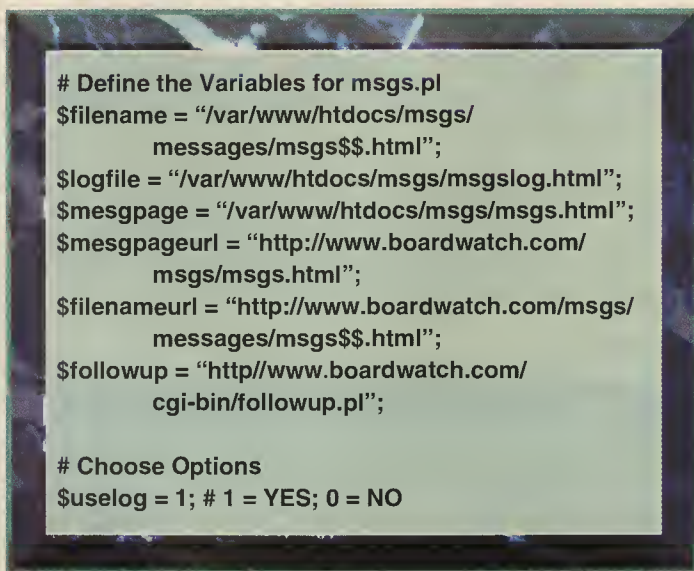 # Define the Variables for msgs.pl
$filename = “/var/www/htdocs/msgs/
messages/msgs$$.html”;
$logfile = “/var/www/htdocs/msgs/msgslog.html”;
$mesgpage = “/var/www/htdocs/msgs/msgs.html”;
$mesgpageurl = “http://www.boardwatch.com/
msgs/msgs.html”;
$filenameurl = “http://www.boardwatch.com/msgs/
messages/msgs$$.html”;
$followup = “http//www.boardwatch.com/
cgi-bin/followup.pl”;
# Choose Options
$uselog = 1; # 1 = YES; 0 = NO